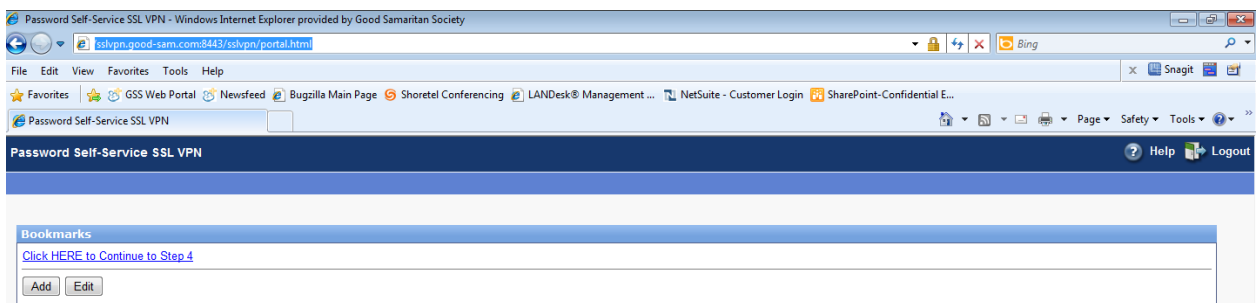 Password Self-Service SSL VPN - Windows Internet Explorer provided by Good Samaritan Society
sslvpn.good-sam.com:8443/sslvpn/portal.html
Bing
File Edit View Favorites Tools Help
x Snagit
Favorites GSS Web Portal Newsfeed Bugzilla Main Page Shoretel Conferencing LANDesk® Management ... NetSuite - Customer Login SharePoint-Confidential E...
Password Self-Service SSL VPN
Page Safety Tools »
Password Self-Service SSL VPN
Help Logout
Bookmarks
Click HERE to Continue to Step 4
Add Edit